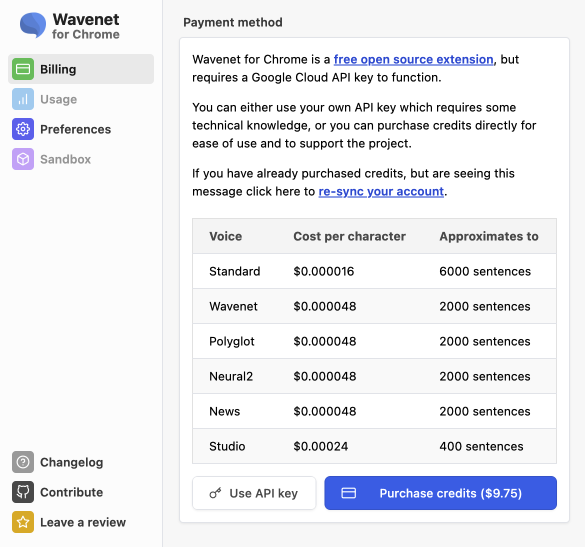 Wavenet
for Chrome
Billing
Usage
Preferences
Sandbox
Changelog
Contribute
Leave a review
Payment method
Wavenet for Chrome is a free open source extension, but
requires a Google Cloud API key to function.
You can either use your own API key which requires some
technical knowledge, or you can purchase credits directly for
ease of use and to support the project.
If you have already purchased credits, but are seeing this
message click here to re-sync your account.
Voice Cost per character Approximates to
Standard $0.000016 6000 sentences
Wavenet $0.000048 2000 sentences
Polyglot $0.000048 2000 sentences
Neural2 $0.000048 2000 sentences
News $0.000048 2000 sentences
Studio $0.00024 400 sentences
Use API key Purchase credits ($9.75)